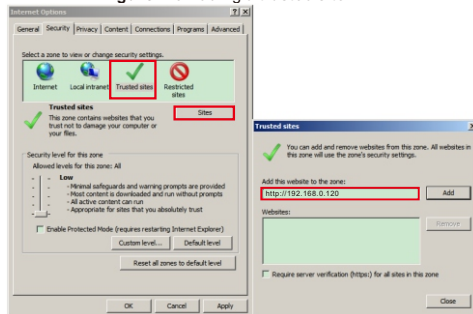 Internet Options
General Security Privacy Content Connections Programs Advanced
Select a zone to view or change security settings.
Internet Local intranet Trusted sites Restricted sites
Trusted sites
This zone contains websites that you
trust not to damage your computer or
your files.
Sites
Security level for this zone
Allowed levels for this zone: All
Low
- Minimal safeguards and warning prompts are provided
- Most content is downloaded and run without prompts
- All active content can run
- Appropriate for sites that you absolutely trust
Enable Protected Mode (requires restarting Internet Explorer)
Custom level... Default level
Reset all zones to default level
OK Cancel Apply
Trusted sites
You can add and remove websites from this zone. All websites in
this zone will use the zone's security settings.
Add this website to the zone:
http://192.168.0.120 Add
Websites:
Remove
Require server verification (https:) for all sites in this zone
Close